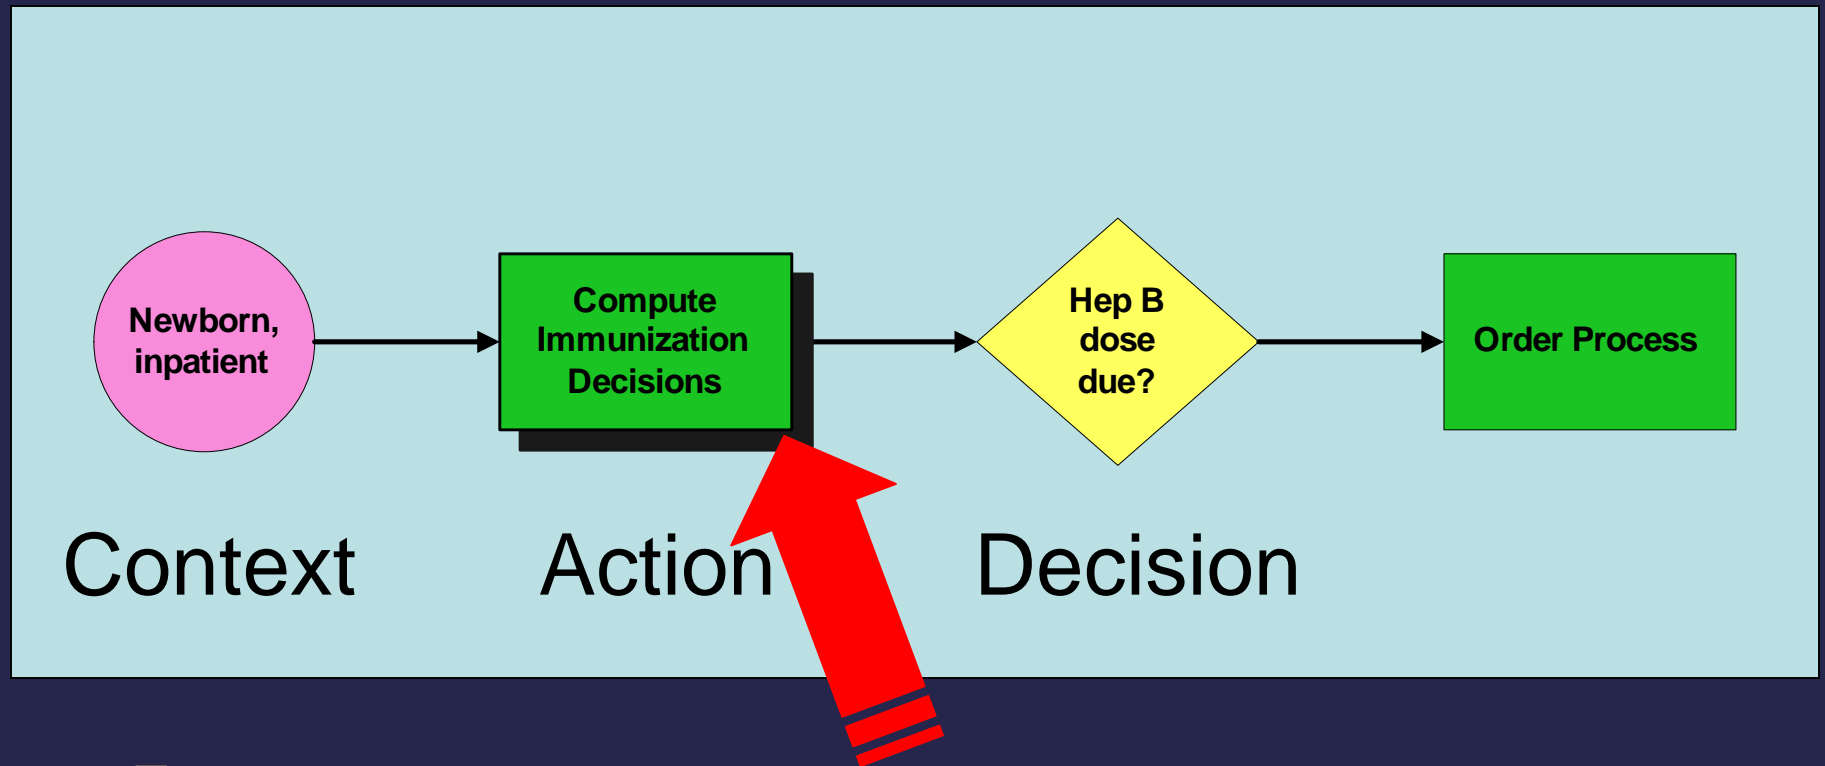 Newborn,
inpatient
Compute
Immunization
Decisions
Hep B
dose
due?
Order Process
Context
Action
Decision